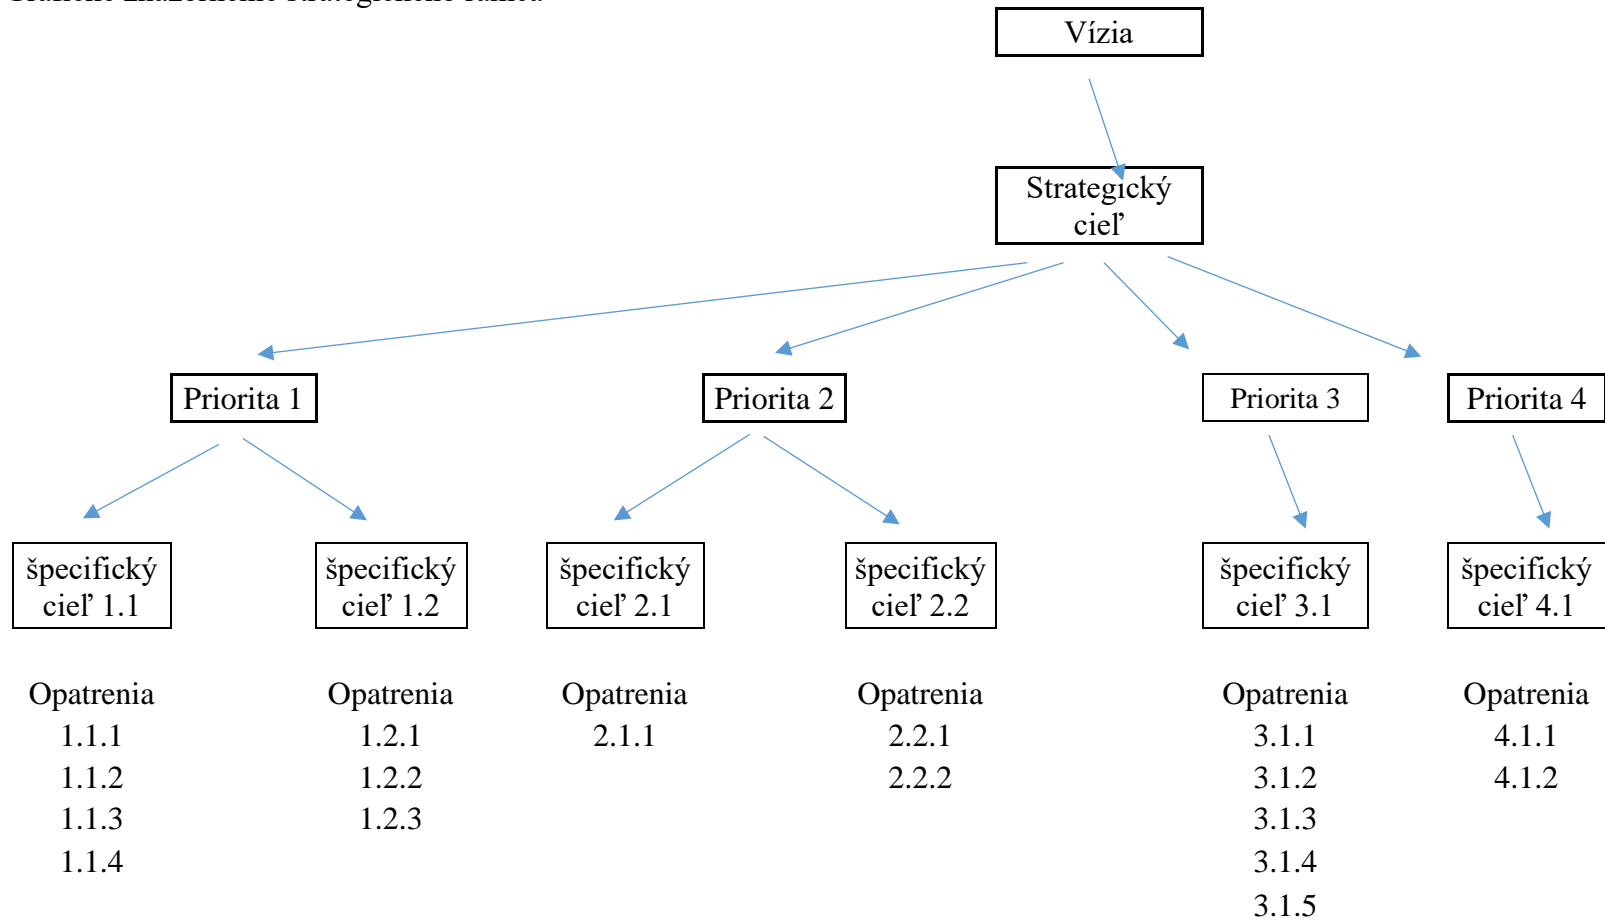 Vízia
Strategický
cieľ
Priorita 1
Priorita 2
Priorita 3
Priorita 4
špecifický
cieľ 1.1
špecifický
cieľ 1.2
špecifický
cieľ 2.1
špecifický
cieľ 2.2
špecifický
cieľ 3.1
špecifický
cieľ 4.1
Opatrenia
1.1.1
1.1.2
1.1.3
1.1.4
Opatrenia
1.2.1
1.2.2
1.2.3
Opatrenia
2.1.1
Opatrenia
2.2.1
2.2.2
Opatrenia
3.1.1
3.1.2
3.1.3
3.1.4
3.1.5
Opatrenia
4.1.1
4.1.2